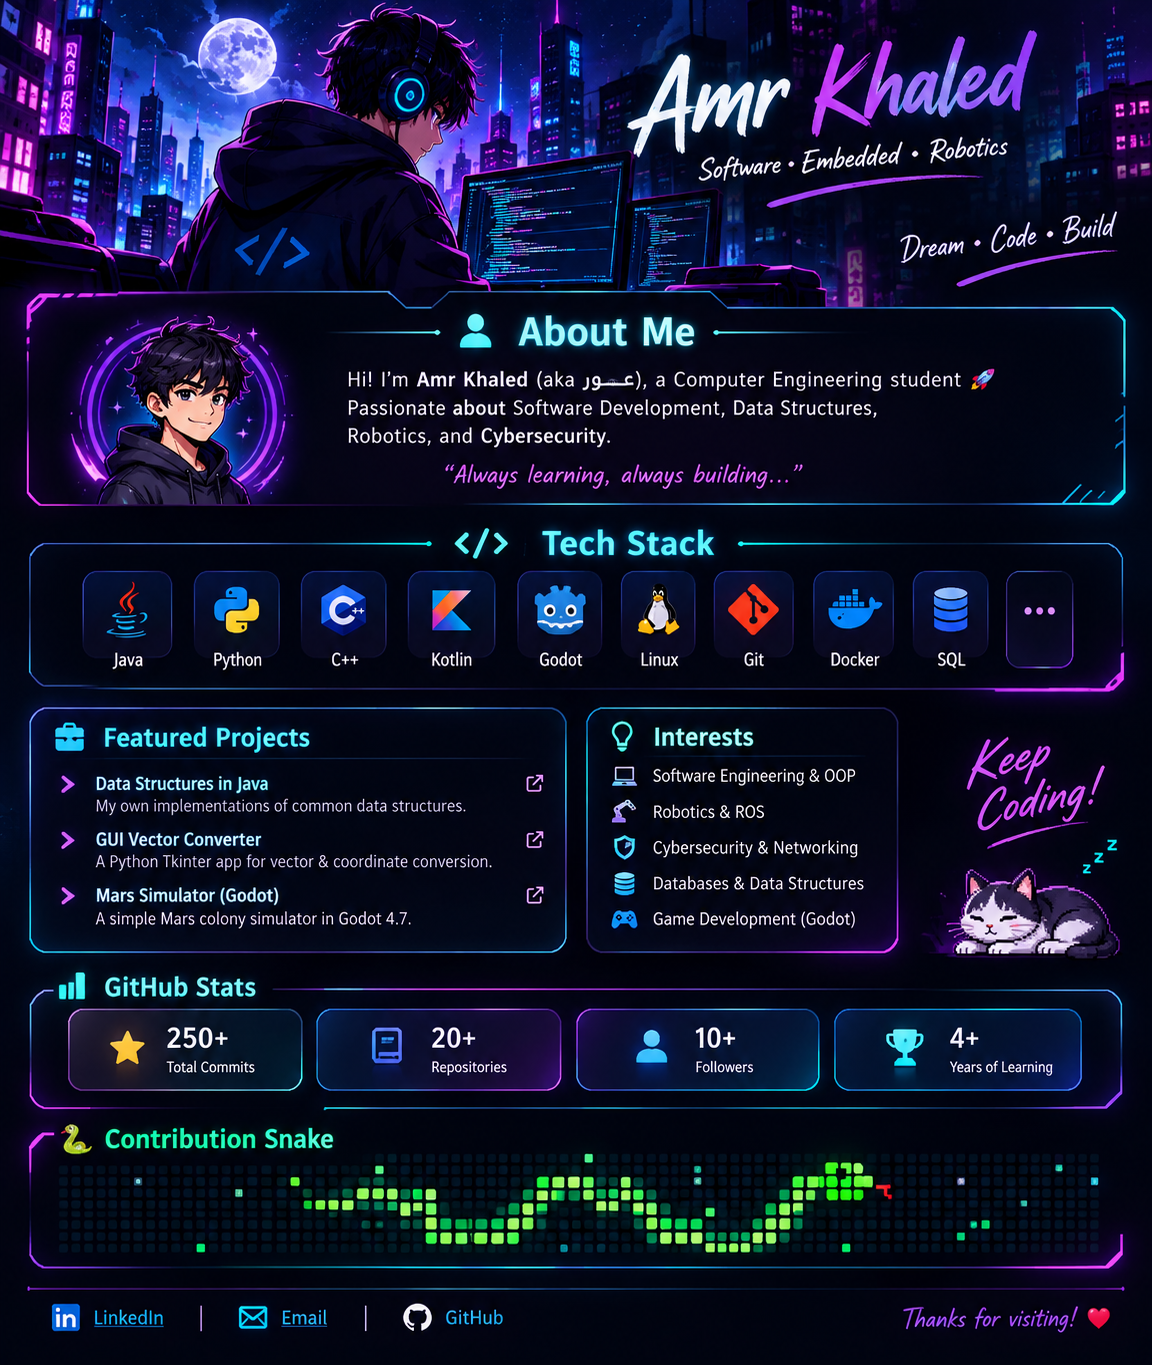 Amr Khaled
Software • Embedded • Robotics
Dream • Code • Build
</>
About Me
Hi! I'm Amr Khaled (aka عـــور), a Computer Engineering student 🚀
Passionate about Software Development, Data Structures,
Robotics, and Cybersecurity.
“Always learning, always building...”
</> Tech Stack
Java Python C++ Kotlin Godot Linux Git Docker SQL
Featured Projects
Data Structures in Java
My own implementations of common data structures.
GUI Vector Converter
A Python Tkinter app for vector & coordinate conversion.
Mars Simulator (Godot)
A simple Mars colony simulator in Godot 4.7.
Interests
Software Engineering & OOP
Robotics & ROS
Cybersecurity & Networking
Databases & Data Structures
Game Development (Godot)
Keep
Coding!
z z z
GitHub Stats
250+
Total Commits
20+
Repositories
10+
Followers
4+
Years of Learning
Contribution Snake
in LinkedIn | Email | GitHub
Thanks for visiting! ❤️